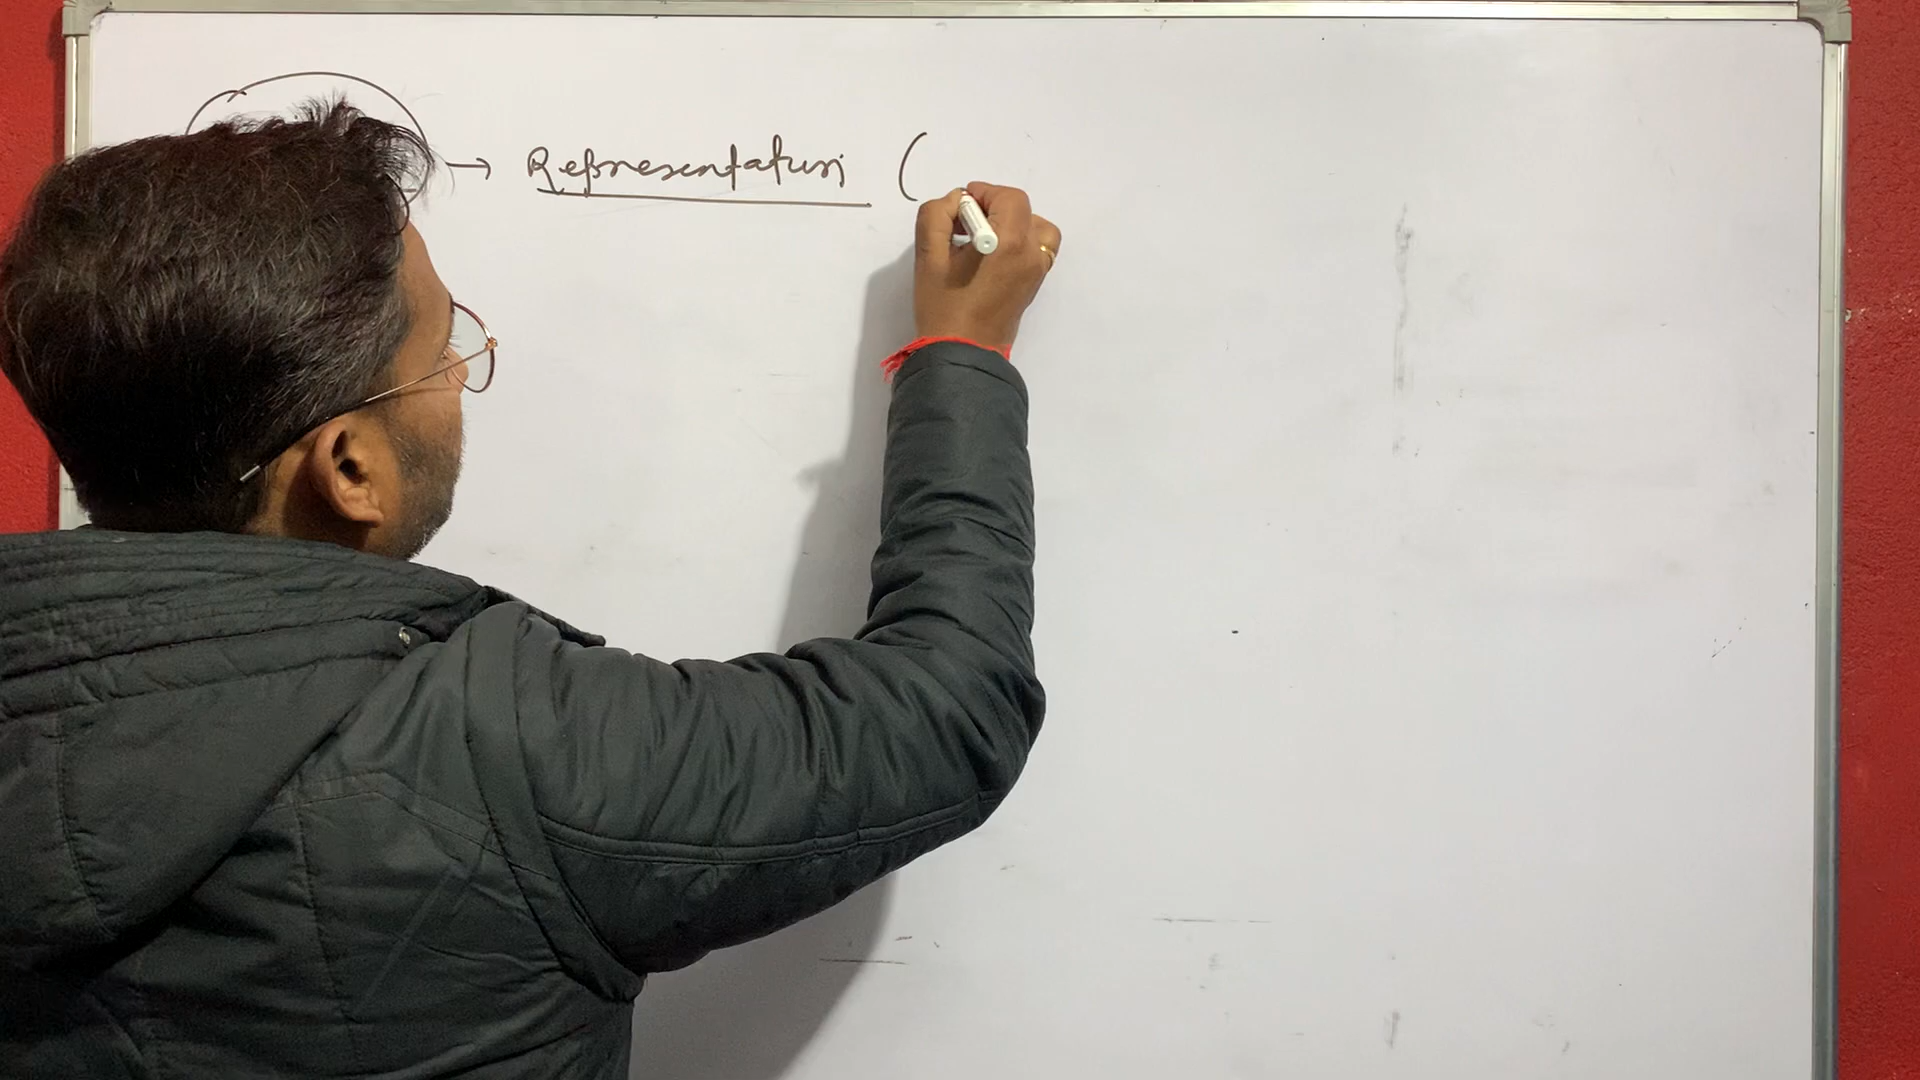 → Representation (